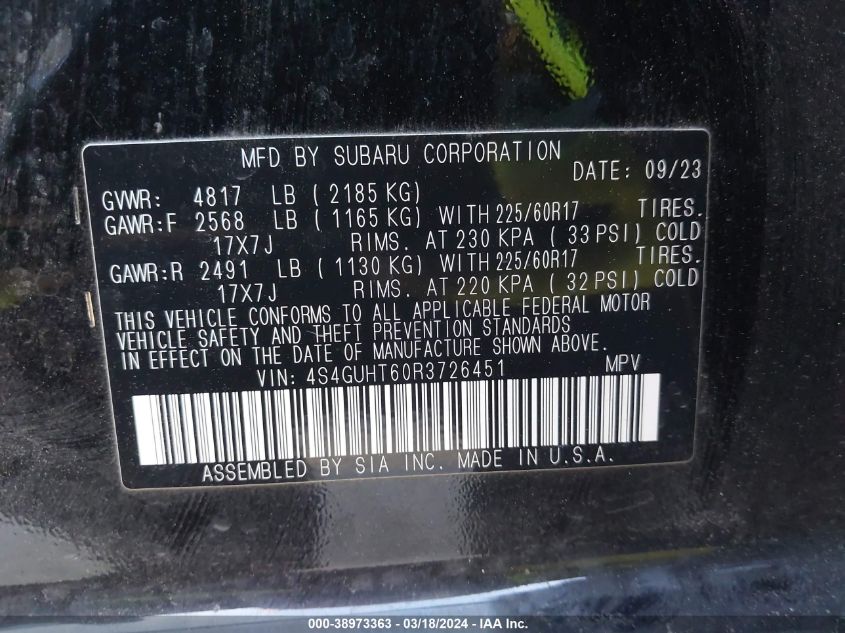 MFD BY SUBARU CORPORATION DATE: 09/23
GVWR: 4817 LB ( 2185 KG)
GAWR:F 2568 LB ( 1165 KG) WITH 225/60R17 TIRES.
17X7J RIMS. AT 230 KPA ( 33 PSI) COLD
GAWR:R 2491 LB ( 1130 KG) WITH 225/60R17 TIRES.
17X7J RIMS. AT 220 KPA ( 32 PSI) COLD
THIS VEHICLE CONFORMS TO ALL APPLICABLE FEDERAL MOTOR
VEHICLE SAFETY AND THEFT PREVENTION STANDARDS
IN EFFECT ON THE DATE OF MANUFACTURE SHOWN ABOVE.
VIN: 4S4GUHT60R3726451 MPV
ASSEMBLED BY SIA INC. MADE IN U.S.A.
000-38973363 - 03/18/2024 - IAA Inc.